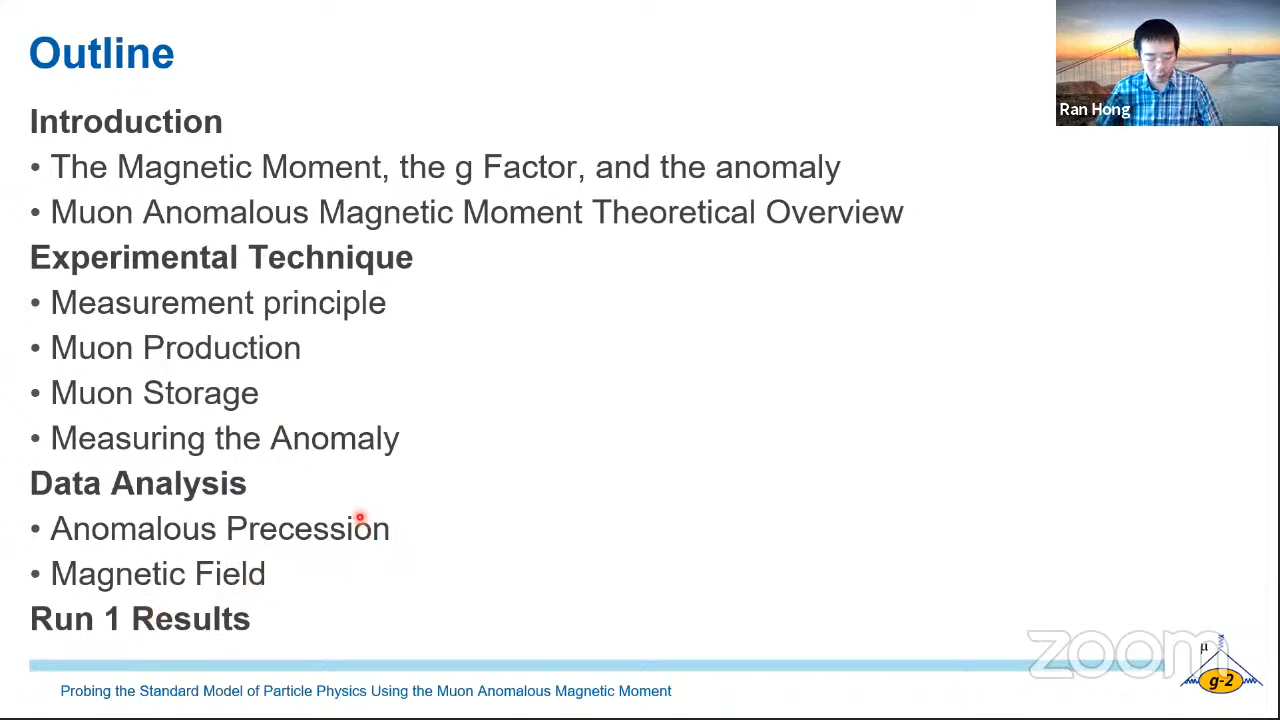 Outline
Ran Hong
Introduction
• The Magnetic Moment, the g Factor, and the anomaly
• Muon Anomalous Magnetic Moment Theoretical Overview
Experimental Technique
• Measurement principle
• Muon Production
• Muon Storage
• Measuring the Anomaly
Data Analysis
• Anomalous Precession
• Magnetic Field
Run 1 Results
zoom
μ
g-2
Probing the Standard Model of Particle Physics Using the Muon Anomalous Magnetic Moment